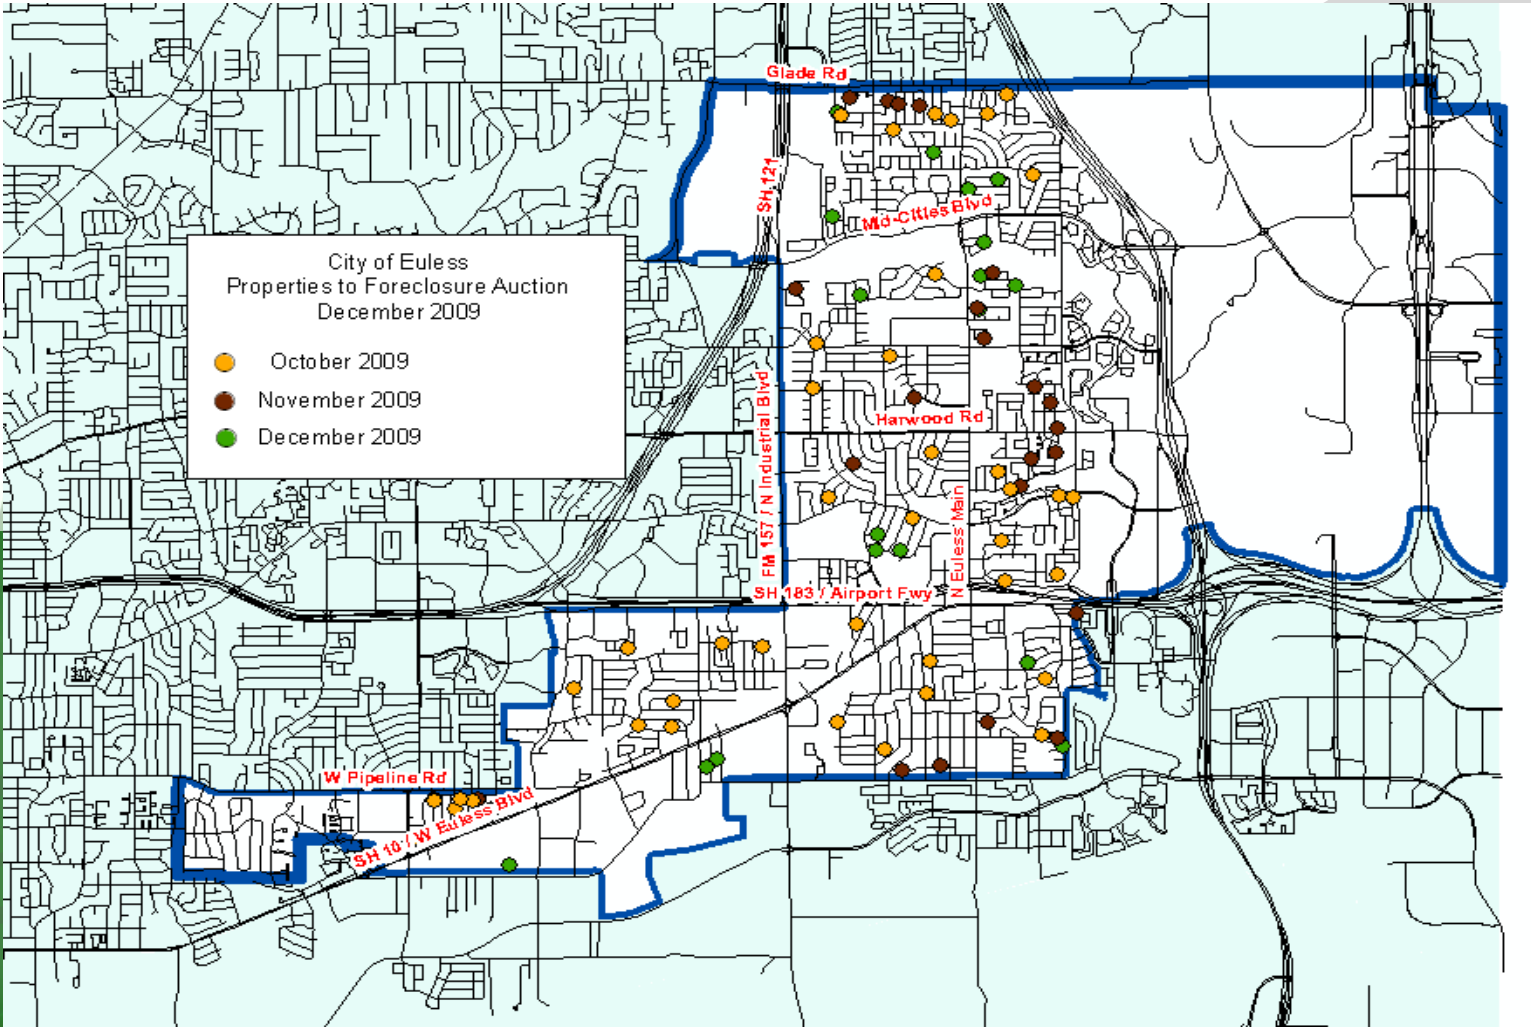 Glade Rd
SH 121
Mid-Cities Blvd
City of Euless
Properties to Foreclosure Auction
December 2009
October 2009
November 2009
December 2009
Harwood Rd
FM 157 / N Industrial Blvd
N Euless Main
SH 183 / Airport Fwy
W Pipeline Rd
SH 10 / W Euless Blvd